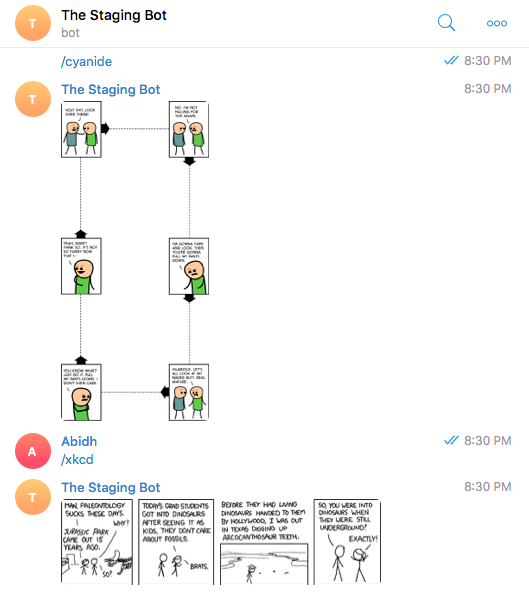 T
The Staging Bot
bot
/cyanide
8:30 PM
T
The Staging Bot
8:30 PM
HOLY SHIT, LOOK
OVER THERE!
NO. I'M NOT
FALLING FOR
THIS AGAIN.
YEAH, DIDN'T
THINK SO. IT'S NOT
SO FUNNY NOW
THAT I-
I'M GONNA TURN
AND LOOK, THEN
YOU'RE GONNA
PULL MY PANTS
DOWN.
YOU KNOW WHAT?
JUST DO IT. PULL
MY PANTS DOWN. I
DON'T EVEN CARE.
HILARIOUS. LET'S
ALL LOOK AT MY
NAKED BUTT. REAL
MATURE.
A
Abidh
8:30 PM
/xkcd
T
The Staging Bot
8:30 PM
MAN, PALEONTOLOGY
SUCKS THESE DAYS.
WHY?
JURASSIC PARK
CAME OUT 15
YEARS AGO.
SO?
TODAY'S GRAD STUDENTS
GOT INTO DINOSAURS
AFTER SEEING IT AS
KIDS. THEY DON'T CARE
ABOUT FOSSILS.
BRATS.
BEFORE THEY HAD LIVING
DINOSAURS HANDED TO THEM
BY HOLLYWOOD, I WAS OUT
IN TEXAS DIGGING UP
ARCOCANTHOSAUR TEETH.
SO, YOU WERE INTO
DINOSAURS WHEN
THEY WERE STILL
UNDERGROUND?
EXACTLY!